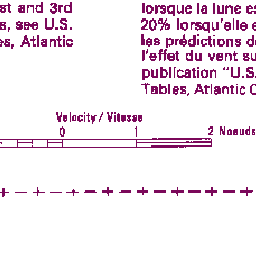 st and 3rd
s, see U.S.
es, Atlantic
lorsque la lune es
20% lorsqu'elle e
les prédictions d
l'effet du vent su
publication "U.S.
Tables, Atlantic C
Velocity / Vitesse
0 1 2 Noeuds